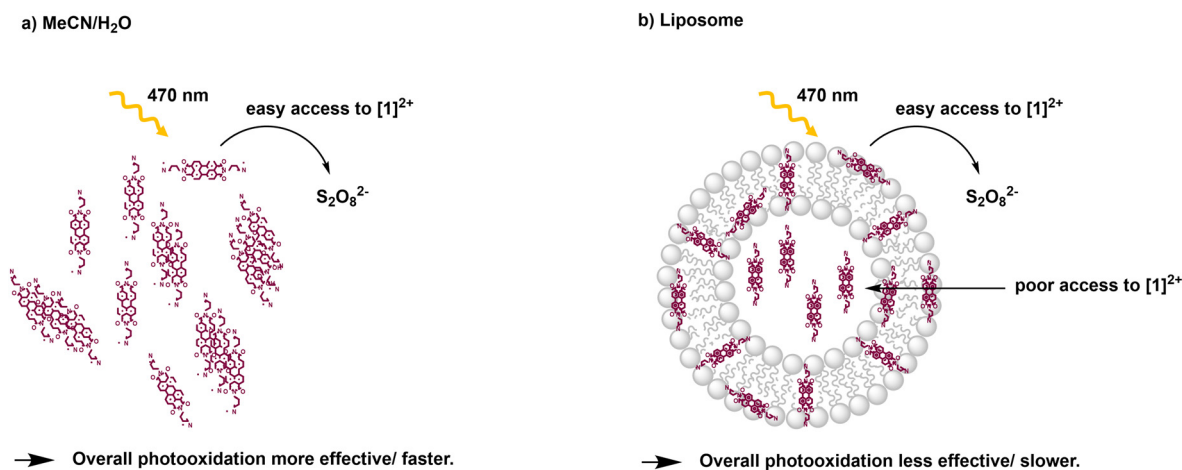 a) MeCN/H₂O
470 nm
easy access to [1]²⁺
S₂O₈²⁻
Overall photooxidation more effective/ faster.
b) Liposome
470 nm
easy access to [1]²⁺
S₂O₈²⁻
poor access to [1]²⁺
Overall photooxidation less effective/ slower.